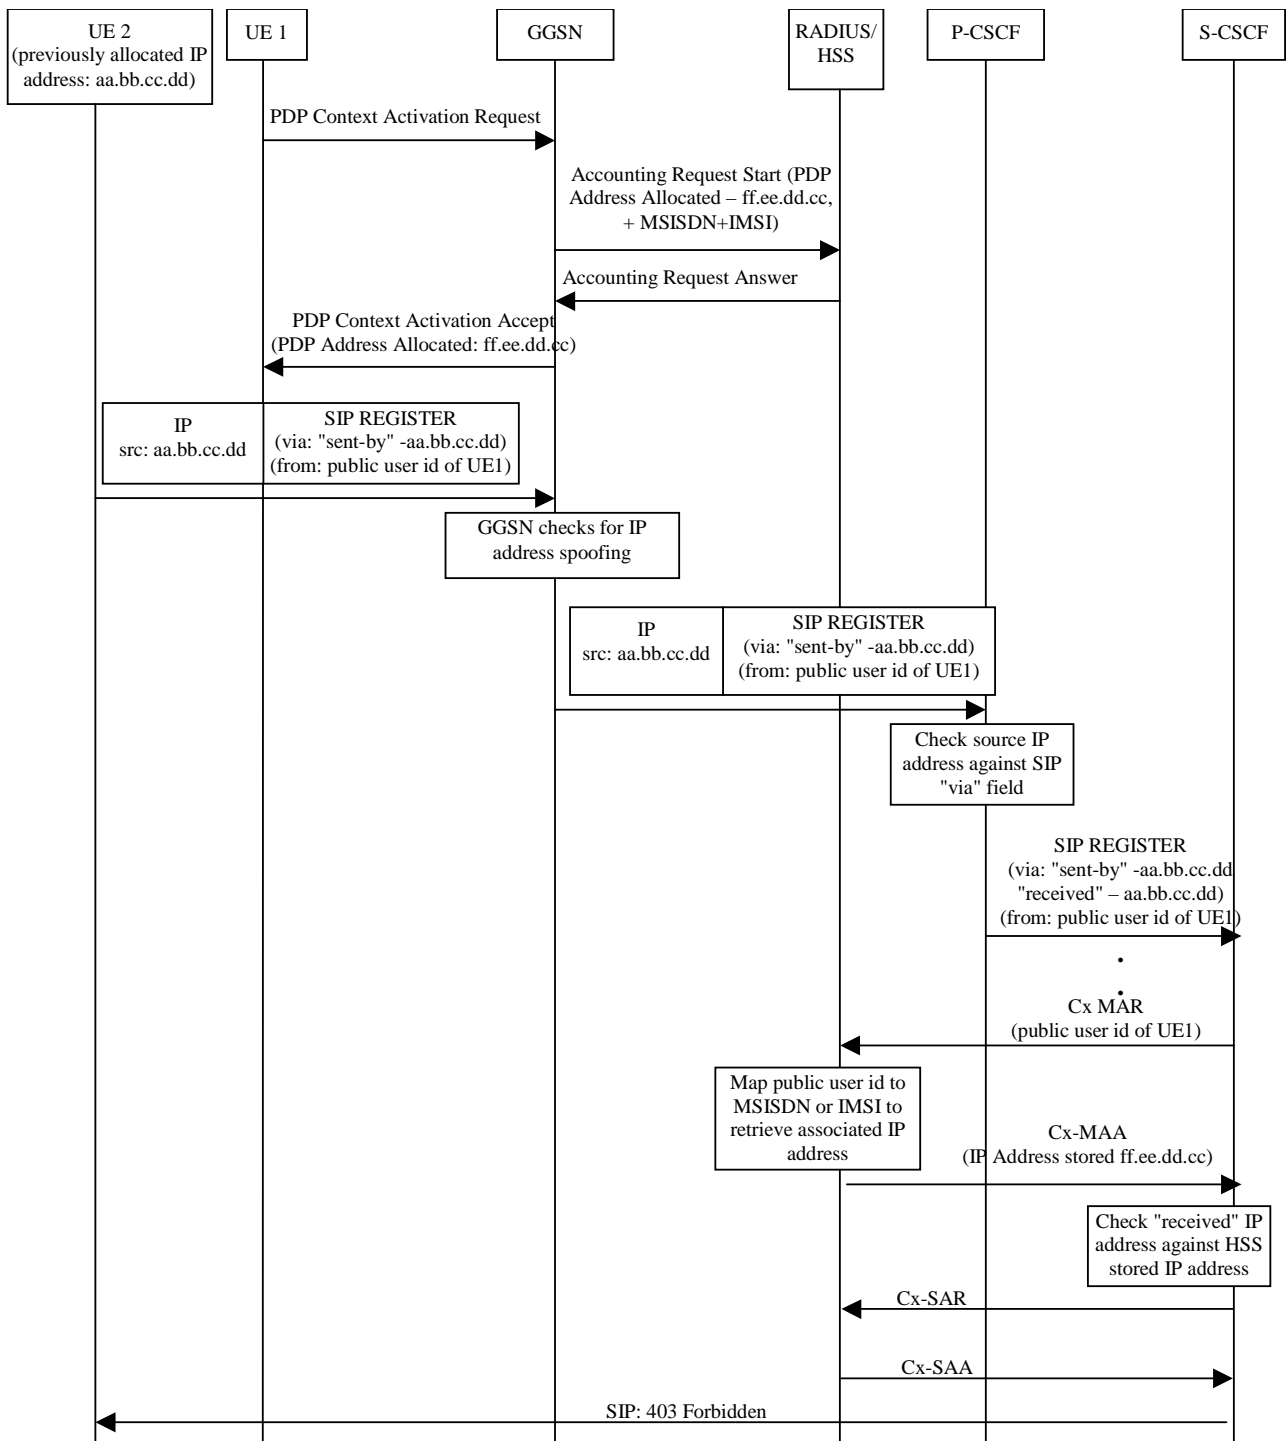 UE 2
(previously allocated IP
address: aa.bb.cc.dd)
UE 1
GGSN
RADIUS/
HSS
P-CSCF
S-CSCF
PDP Context Activation Request
Accounting Request Start (PDP
Address Allocated – ff.ee.dd.cc,
+ MSISDN+IMSI)
Accounting Request Answer
PDP Context Activation Accept
(PDP Address Allocated: ff.ee.dd.cc)
IP
src: aa.bb.cc.dd
SIP REGISTER
(via: "sent-by" -aa.bb.cc.dd)
(from: public user id of UE1)
GGSN checks for IP
address spoofing
IP
src: aa.bb.cc.dd
SIP REGISTER
(via: "sent-by" -aa.bb.cc.dd)
(from: public user id of UE1)
Check source IP
address against SIP
"via" field
SIP REGISTER
(via: "sent-by" -aa.bb.cc.dd
"received" – aa.bb.cc.dd)
(from: public user id of UE1)
.
.
Cx MAR
(public user id of UE1)
Map public user id to
MSISDN or IMSI to
retrieve associated IP
address
Cx-MAA
(IP Address stored ff.ee.dd.cc)
Check "received" IP
address against HSS
stored IP address
Cx-SAR
Cx-SAA
SIP: 403 Forbidden